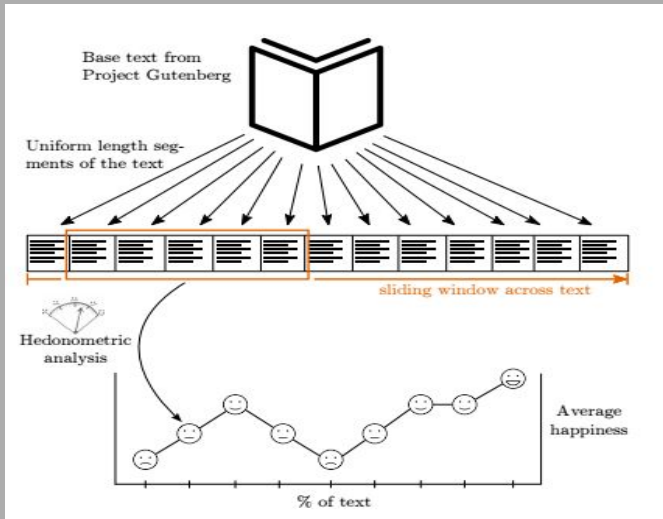 Base text from
Project Gutenberg
Uniform length seg-
ments of the text
sliding window across text
Hedonometric
analysis
Average
happiness
% of text